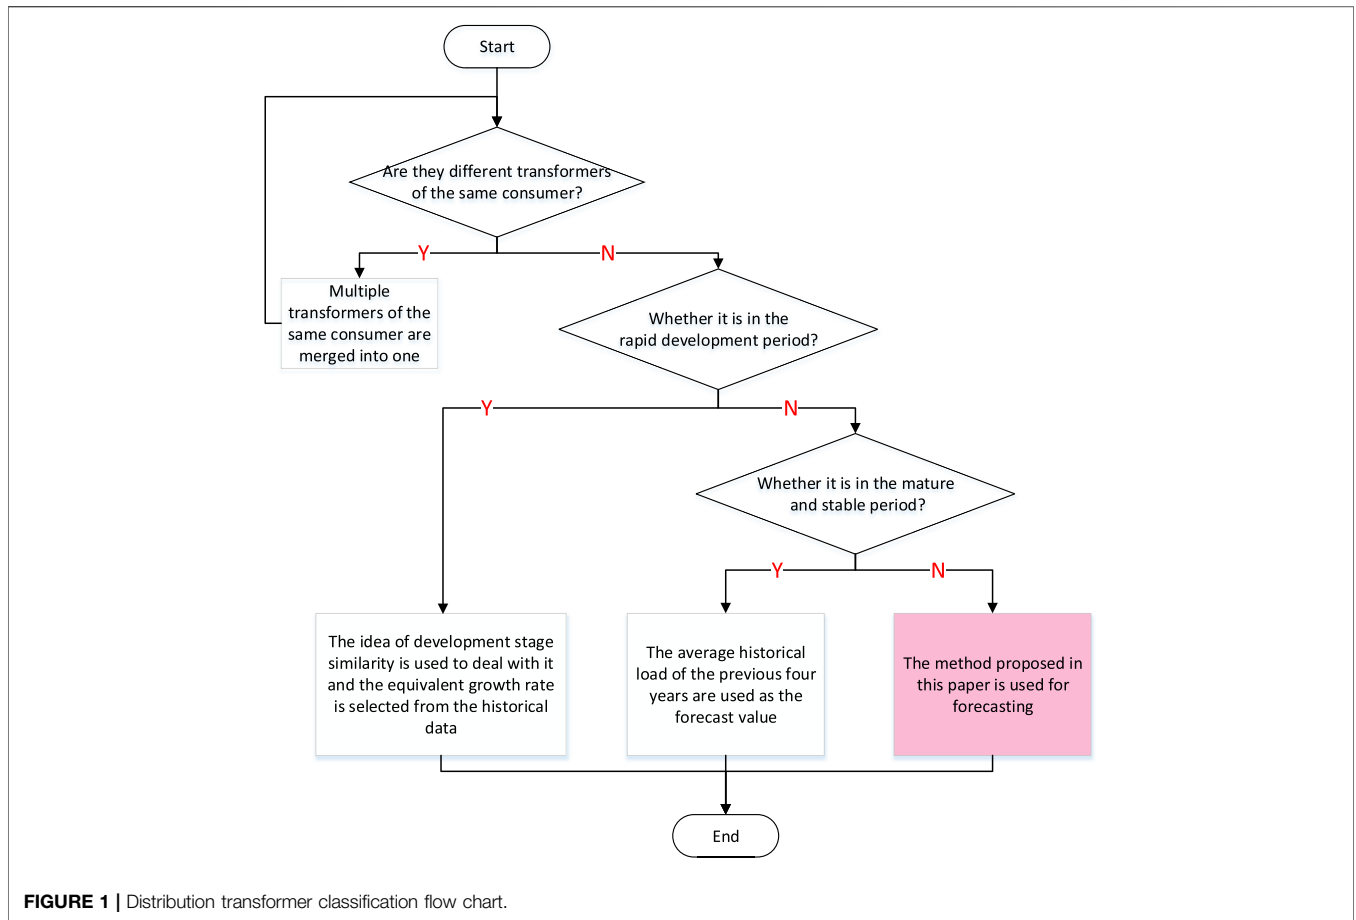 Start
Are they different transformers
of the same consumer?
Y
N
Multiple
transformers of the
same consumer are
merged into one
Whether it is in the
rapid development period?
Y
N
Whether it is in the mature
and stable period?
Y
N
The idea of development stage
similarity is used to deal with it
and the equivalent growth rate
is selected from the historical
data
The average historical
load of the previous four
years are used as the
forecast value
The method proposed in
this paper is used for
forecasting
End
FIGURE 1 | Distribution transformer classification flow chart.